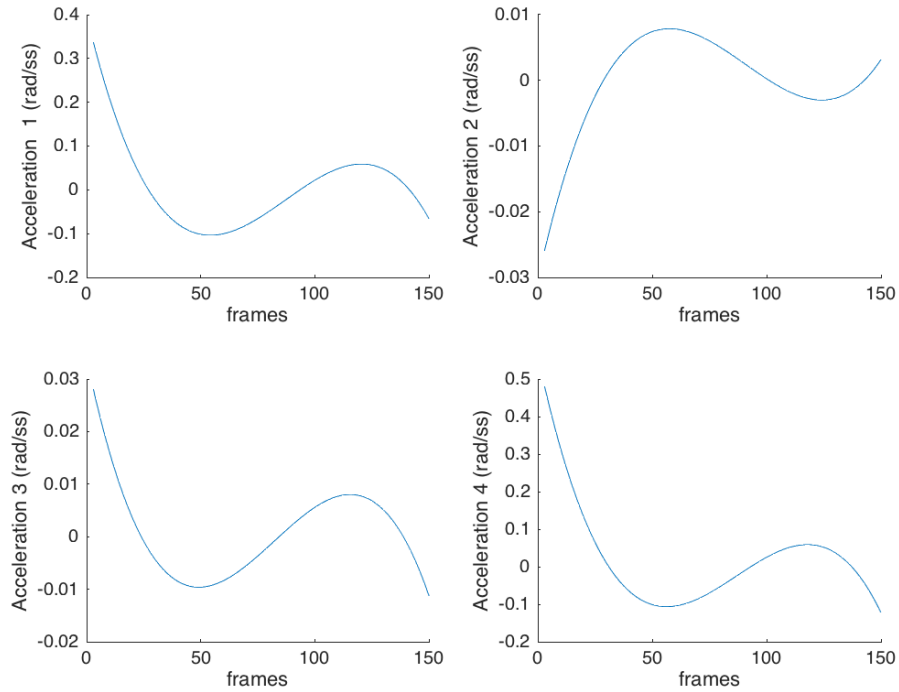 Acceleration  1 (rad/ss)
0.4
0.3
0.2
0.1
0
-0.1
-0.2
0 50 100 150
frames
Acceleration 2 (rad/ss)
0.01
0
-0.01
-0.02
-0.03
0 50 100 150
frames
Acceleration 3 (rad/ss)
0.03
0.02
0.01
0
-0.01
-0.02
0 50 100 150
frames
Acceleration 4 (rad/ss)
0.5
0.4
0.3
0.2
0.1
0
-0.1
-0.2
0 50 100 150
frames